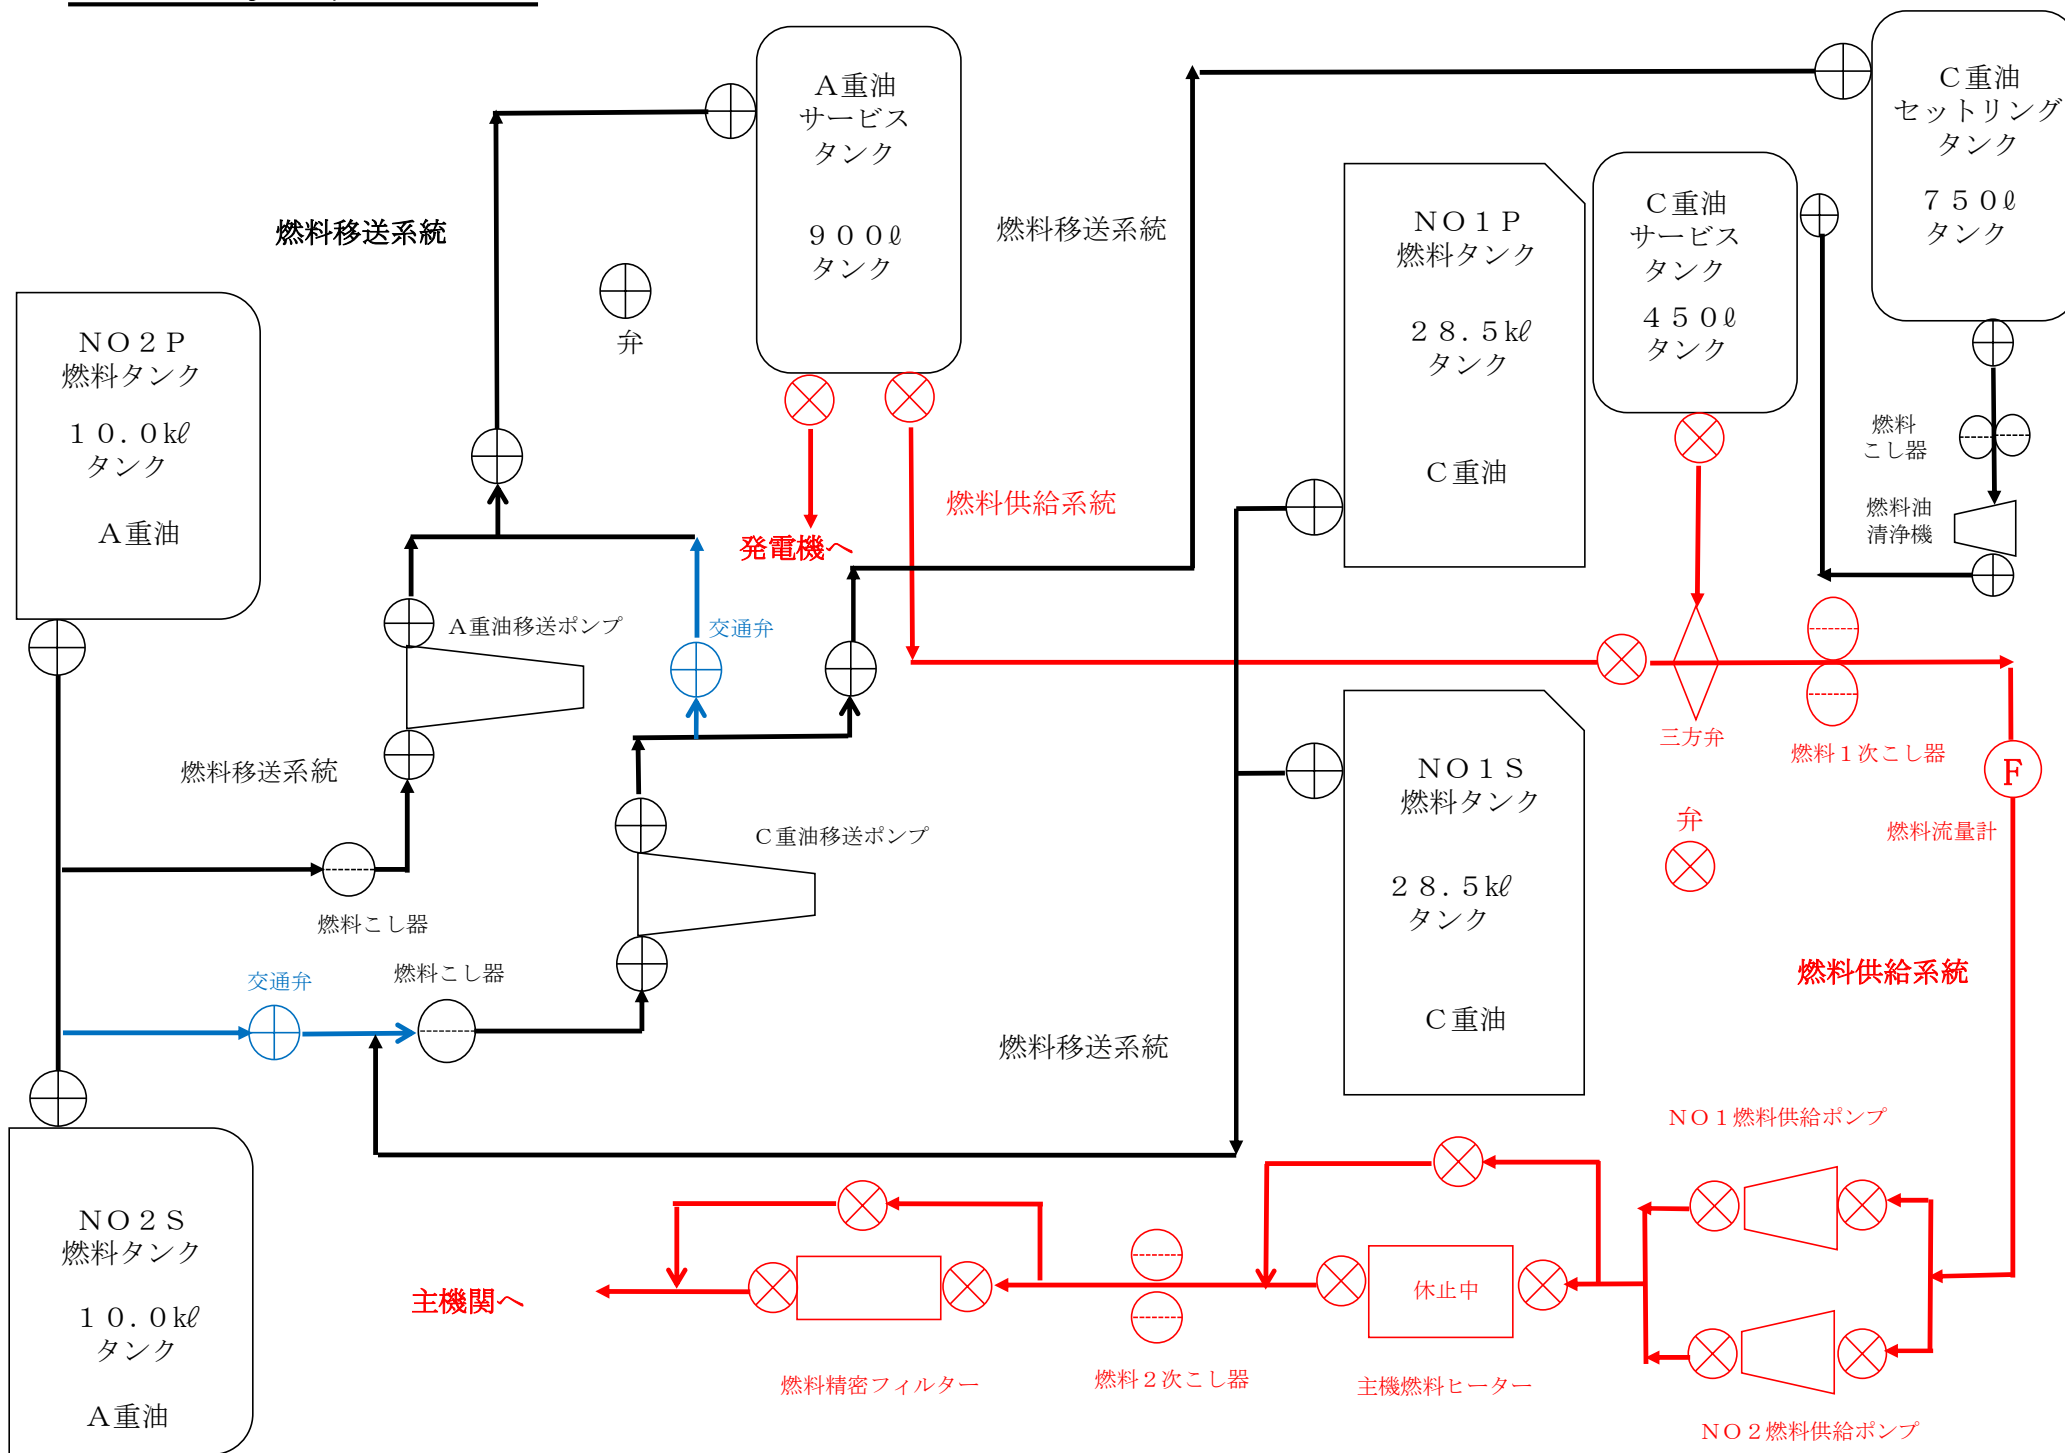 A重油
サービス
タンク
９００ℓ
タンク
C重油
セットリング
タンク
７５０ℓ
タンク
燃料移送系統
燃料移送系統
NO１P
燃料タンク
２８．５kℓ
タンク
C重油
C重油
サービス
タンク
４５０ℓ
タンク
弁
NO２P
燃料タンク
１０．０kℓ
タンク
A重油
燃料
こし器
燃料油
清浄機
燃料供給系統
発電機へ
A重油移送ポンプ
交通弁
三方弁
燃料１次こし器
F
燃料流量計
弁
燃料移送系統
C重油移送ポンプ
NO１S
燃料タンク
２８．５kℓ
タンク
C重油
燃料こし器
燃料こし器
交通弁
燃料供給系統
燃料移送系統
NO１燃料供給ポンプ
NO２S
燃料タンク
１０．０kℓ
タンク
A重油
主機関へ
休止中
燃料精密フィルター
燃料２次こし器
主機燃料ヒーター
NO２燃料供給ポンプ